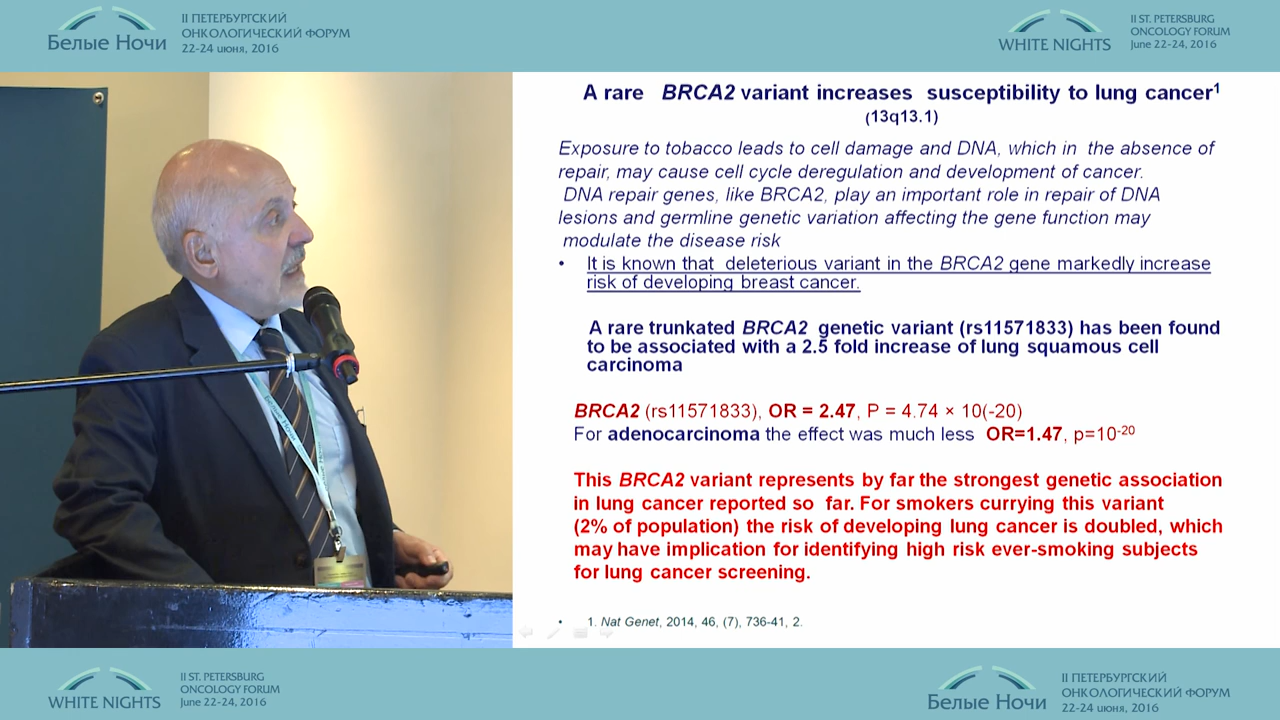 Белые Ночи
II ПЕТЕРБУРГСКИЙ
ОНКОЛОГИЧЕСКИЙ ФОРУМ
22-24 июня, 2016
WHITE NIGHTS
II ST. PETERSBURG
ONCOLOGY FORUM
June 22-24, 2016
A rare BRCA2 variant increases susceptibility to lung cancer1
(13q13.1)
Exposure to tobacco leads to cell damage and DNA, which in the absence of
repair, may cause cell cycle deregulation and development of cancer.
DNA repair genes, like BRCA2, play an important role in repair of DNA
lesions and germline genetic variation affecting the gene function may
modulate the disease risk
• It is known that deleterious variant in the BRCA2 gene markedly increase
risk of developing breast cancer.
A rare trunkated BRCA2 genetic variant (rs11571833) has been found
to be associated with a 2.5 fold increase of lung squamous cell
carcinoma
BRCA2 (rs11571833), OR = 2.47, P = 4.74 × 10(-20)
For adenocarcinoma the effect was much less OR=1.47, p=10-20
This BRCA2 variant represents by far the strongest genetic association
in lung cancer reported so far. For smokers currying this variant
(2% of population) the risk of developing lung cancer is doubled, which
may have implication for identifying high risk ever-smoking subjects
for lung cancer screening.
• 1. Nat Genet, 2014, 46, (7), 736-41, 2.
WHITE NIGHTS
II ST. PETERSBURG
ONCOLOGY FORUM
June 22-24, 2016
Белые Ночи
II ПЕТЕРБУРГСКИЙ
ОНКОЛОГИЧЕСКИЙ ФОРУМ
22-24 июня, 2016